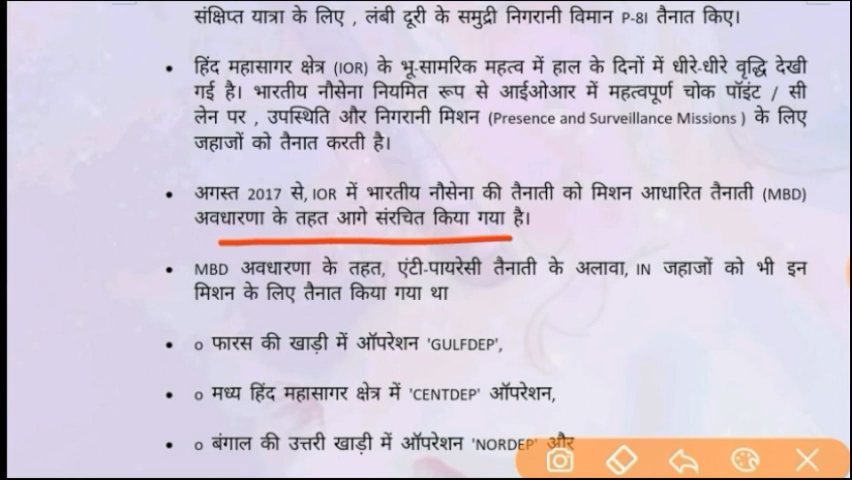 संक्षिप्त यात्रा के लिए , लंबी दूरी के समुद्री निगरानी विमान P-8I तैनात किए।
• हिंद महासागर क्षेत्र (IOR) के भू-सामरिक महत्व में हाल के दिनों में धीरे-धीरे वृद्धि देखी
गई है। भारतीय नौसेना नियमित रूप से आईओआर में महत्वपूर्ण चोक पॉइंट / सी
लेन पर , उपस्थिति और निगरानी मिशन (Presence and Surveillance Missions ) के लिए
जहाजों को तैनात करती है।
• अगस्त 2017 से, IOR में भारतीय नौसेना की तैनाती को मिशन आधारित तैनाती (MBD)
अवधारणा के तहत आगे संरचित किया गया है।
• MBD अवधारणा के तहत, एंटी-पायरेसी तैनाती के अलावा, IN जहाजों को भी इन
मिशन के लिए तैनात किया गया था
• o फारस की खाड़ी में ऑपरेशन 'GULFDEP',
• o मध्य हिंद महासागर क्षेत्र में 'CENTDEP' ऑपरेशन,
• o बंगाल की उत्तरी खाड़ी में ऑपरेशन 'NORDEP' और